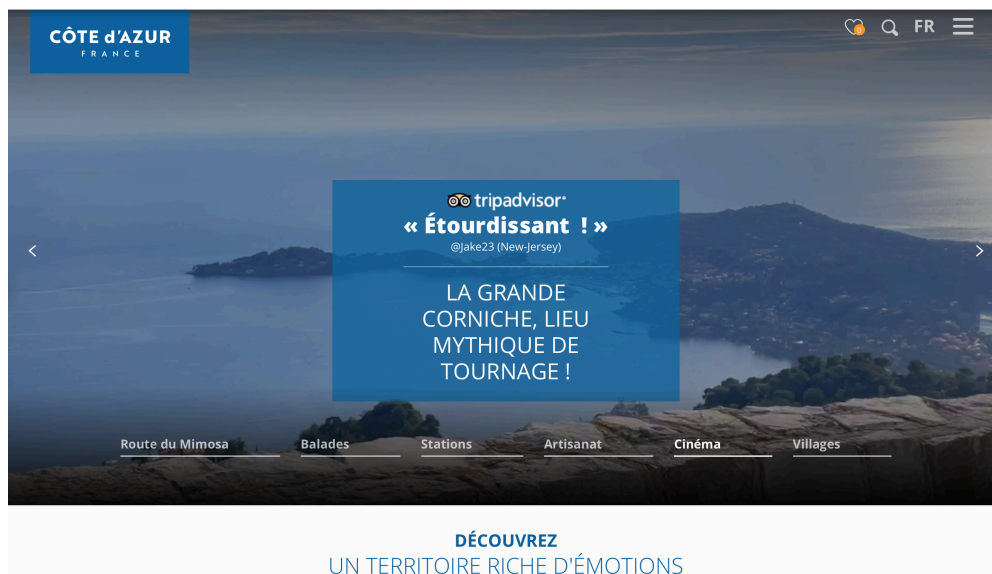 CÔTE d'AZUR
FRANCE
0
FR
tripadvisor®
« Étourdissant ! »
@Jake23 (New-Jersey)
LA GRANDE
CORNICHE, LIEU
MYTHIQUE DE
TOURNAGE !
Route du Mimosa
Balades
Stations
Artisanat
Cinéma
Villages
DÉCOUVREZ
UN TERRITOIRE RICHE D'ÉMOTIONS